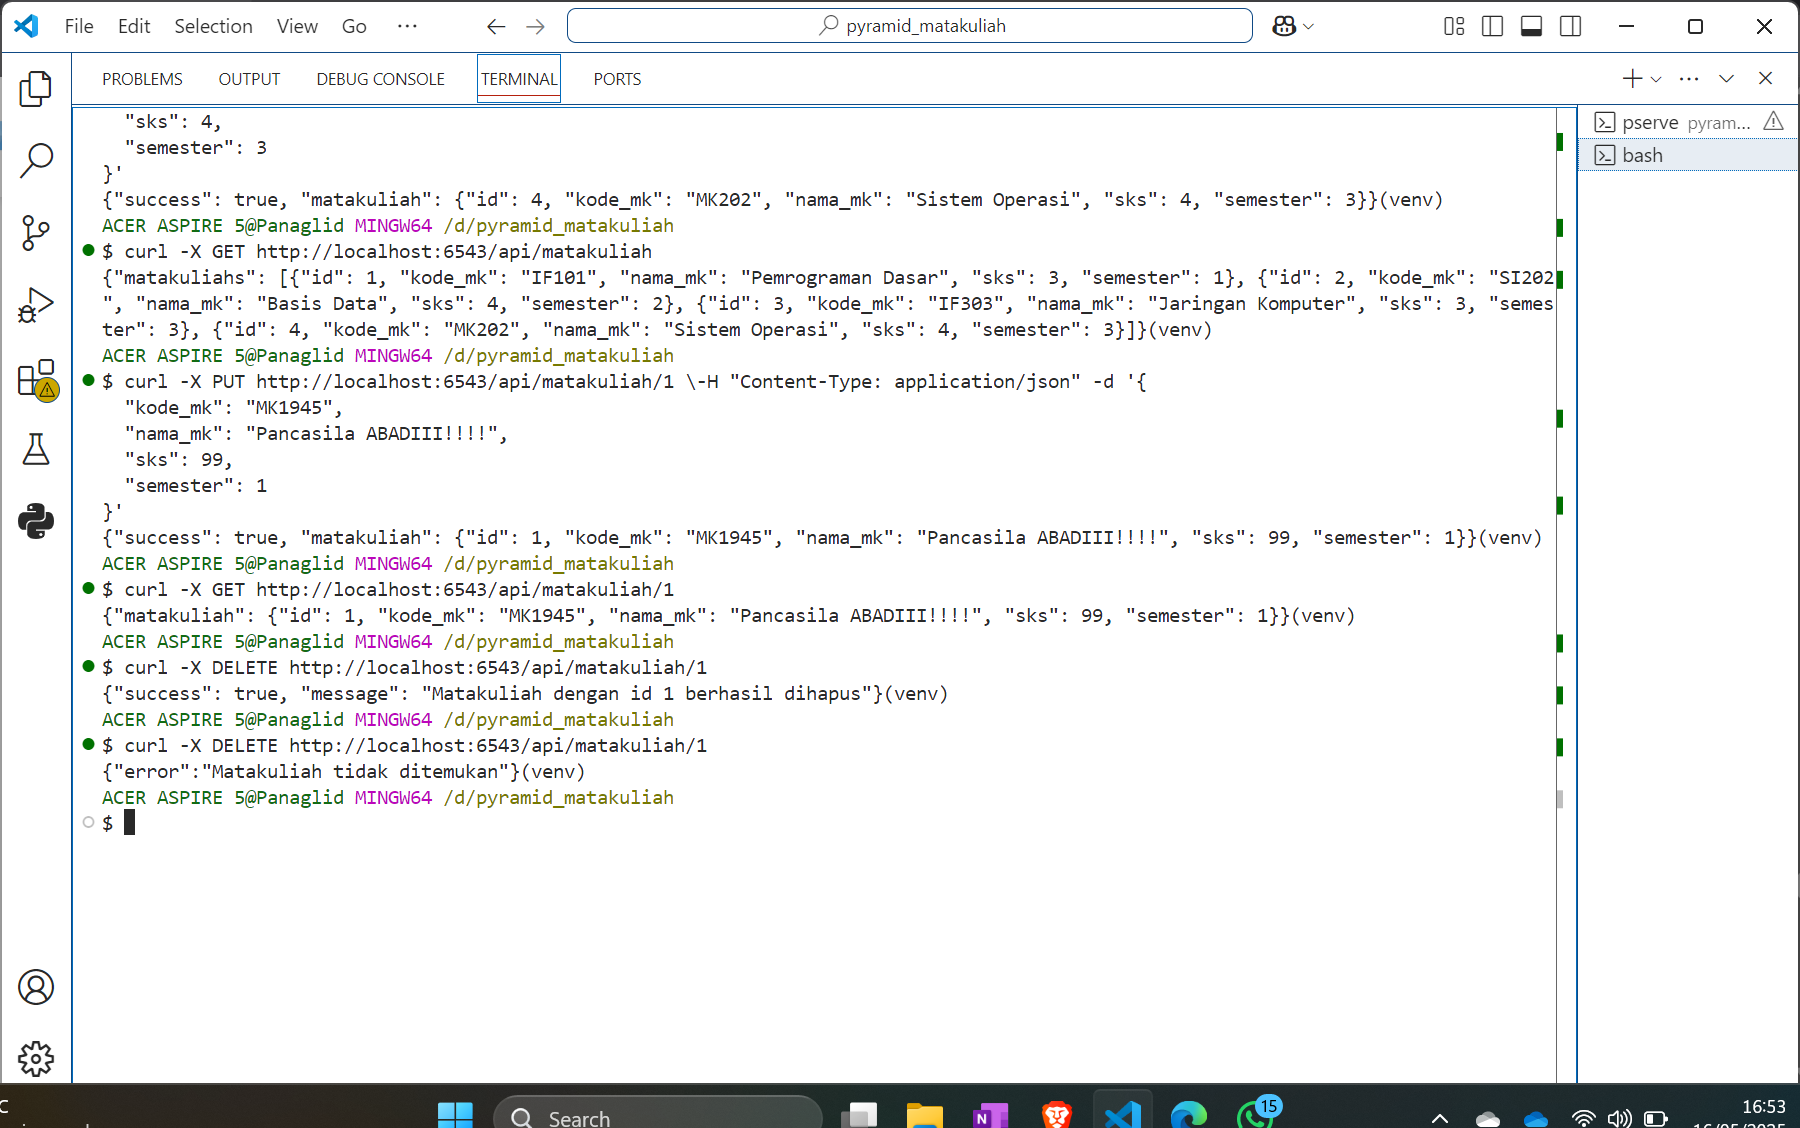 File Edit Selection View Go ··· pyramid_matakuliah
PROBLEMS OUTPUT DEBUG CONSOLE TERMINAL PORTS
pserve pyram...
bash
"sks": 4,
"semester": 3
}'
{"success": true, "matakuliah": {"id": 4, "kode_mk": "MK202", "nama_mk": "Sistem Operasi", "sks": 4, "semester": 3}}(venv)
ACER ASPIRE 5@Panaglid MINGW64 /d/pyramid_matakuliah
$ curl -X GET http://localhost:6543/api/matakuliah
{"matakuliahs": [{"id": 1, "kode_mk": "IF101", "nama_mk": "Pemrograman Dasar", "sks": 3, "semester": 1}, {"id": 2, "kode_mk": "SI202
", "nama_mk": "Basis Data", "sks": 4, "semester": 2}, {"id": 3, "kode_mk": "IF303", "nama_mk": "Jaringan Komputer", "sks": 3, "semes
ter": 3}, {"id": 4, "kode_mk": "MK202", "nama_mk": "Sistem Operasi", "sks": 4, "semester": 3}]}(venv)
ACER ASPIRE 5@Panaglid MINGW64 /d/pyramid_matakuliah
$ curl -X PUT http://localhost:6543/api/matakuliah/1 \-H "Content-Type: application/json" -d '{
"kode_mk": "MK1945",
"nama_mk": "Pancasila ABADIII!!!!",
"sks": 99,
"semester": 1
}'
{"success": true, "matakuliah": {"id": 1, "kode_mk": "MK1945", "nama_mk": "Pancasila ABADIII!!!!", "sks": 99, "semester": 1}}(venv)
ACER ASPIRE 5@Panaglid MINGW64 /d/pyramid_matakuliah
$ curl -X GET http://localhost:6543/api/matakuliah/1
{"matakuliah": {"id": 1, "kode_mk": "MK1945", "nama_mk": "Pancasila ABADIII!!!!", "sks": 99, "semester": 1}}(venv)
ACER ASPIRE 5@Panaglid MINGW64 /d/pyramid_matakuliah
$ curl -X DELETE http://localhost:6543/api/matakuliah/1
{"success": true, "message": "Matakuliah dengan id 1 berhasil dihapus"}(venv)
ACER ASPIRE 5@Panaglid MINGW64 /d/pyramid_matakuliah
$ curl -X DELETE http://localhost:6543/api/matakuliah/1
{"error":"Matakuliah tidak ditemukan"}(venv)
ACER ASPIRE 5@Panaglid MINGW64 /d/pyramid_matakuliah
$
C
Search
N
15
16:53
16/05/2025